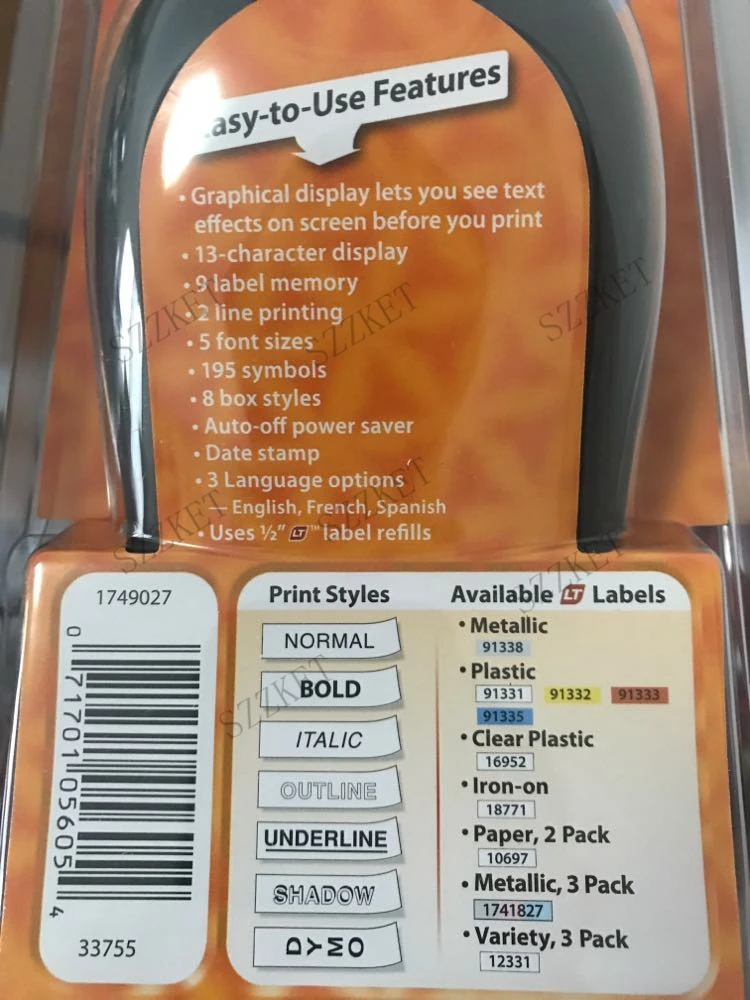 Easy-to-Use Features
• Graphical display lets you see text
effects on screen before you print
• 13-character display
• 9 label memory
• 2 line printing
• 5 font sizes
• 195 symbols
• 8 box styles
• Auto-off power saver
• Date stamp
• 3 Language options
— English, French, Spanish
• Uses ½" LT™ label refills
1749027
0 71701 05605 4
33755
Print Styles
NORMAL
BOLD
ITALIC
OUTLINE
UNDERLINE
SHADOW
DYMO
Available LT Labels
• Metallic
91338
• Plastic
91331 91332 91333
91335
• Clear Plastic
16952
• Iron-on
18771
• Paper, 2 Pack
10697
• Metallic, 3 Pack
1741827
• Variety, 3 Pack
12331
SZZKET
SZZKET
SZZKET
SZZKET
SZZKET
SZZKET
SZZKET